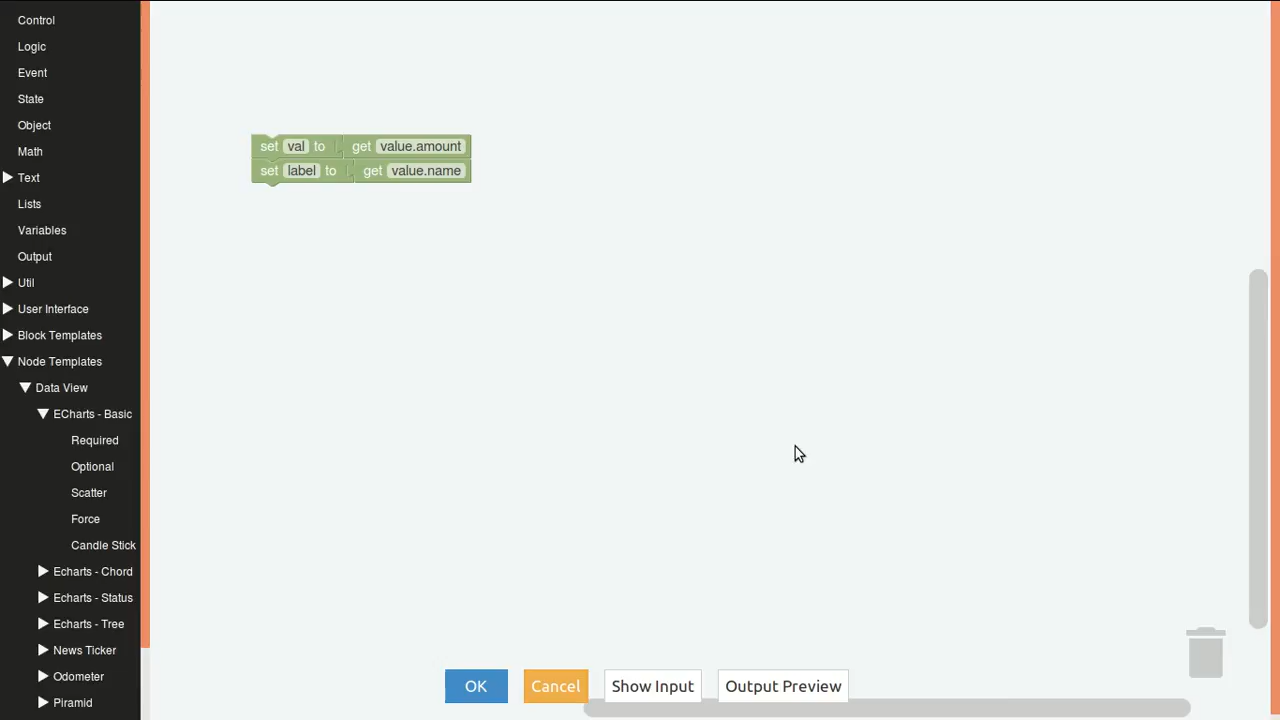 Control
Logic
Event
State
Object
Math
Text
Lists
Variables
Output
Util
User Interface
Block Templates
Node Templates
Data View
ECharts - Basic
Required
Optional
Scatter
Force
Candle Stick
Echarts - Chord
Echarts - Status
Echarts - Tree
News Ticker
Odometer
Piramid
set val to get value.amount
set label to get value.name
OK Cancel Show Input Output Preview